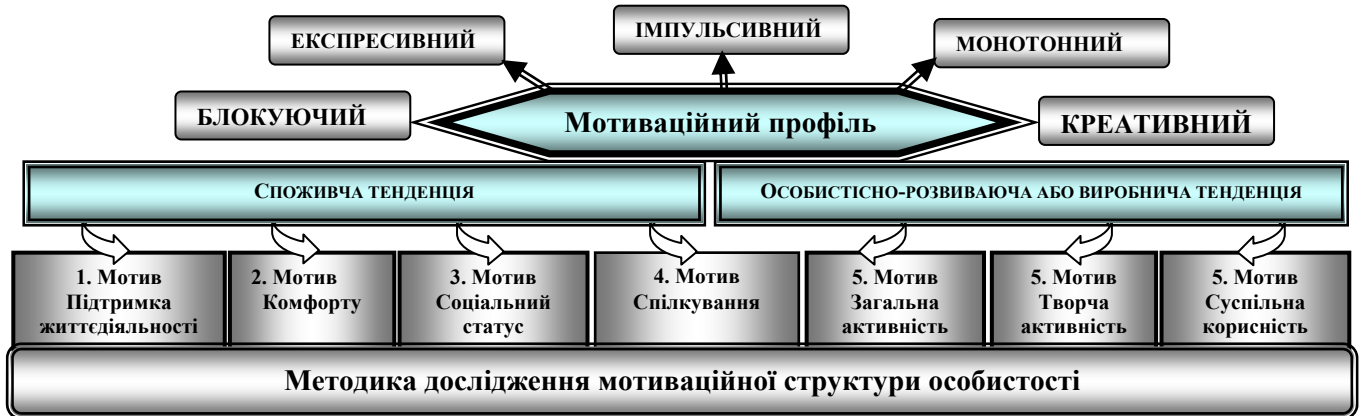 ЕКСПРЕСИВНИЙ
ІМПУЛЬСИВНИЙ
МОНОТОННИЙ
БЛОКУЮЧИЙ
Мотиваційний профіль
КРЕАТИВНИЙ
СПОЖИВЧА ТЕНДЕНЦІЯ
ОСОБИСТІСНО-РОЗВИВАЮЧА АБО ВИРОБНИЧА ТЕНДЕНЦІЯ
1. Мотив
Підтримка
життєдіяльності
2. Мотив
Комфорту
3. Мотив
Соціальний
статус
4. Мотив
Спілкування
5. Мотив
Загальна
активність
5. Мотив
Творча
активність
5. Мотив
Суспільна
корисність
Методика дослідження мотиваційної структури особистості